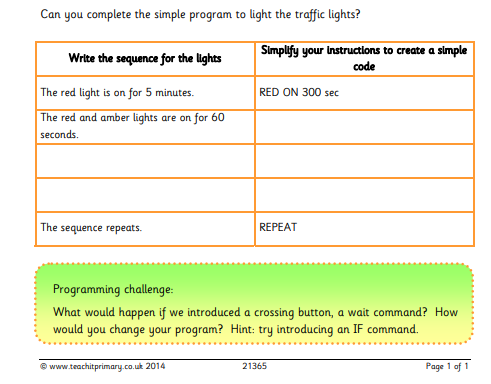 Can you complete the simple program to light the traffic lights?
Write the sequence for the lights
Simplify your instructions to create a simple
code
The red light is on for 5 minutes.
RED ON 300 sec
The red and amber lights are on for 60
seconds.
The sequence repeats.
REPEAT
Programming challenge:
What would happen if we introduced a crossing button, a wait command?  How
would you change your program?  Hint: try introducing an IF command.
© www.teachitprimary.co.uk 2014
21365
Page 1 of 1